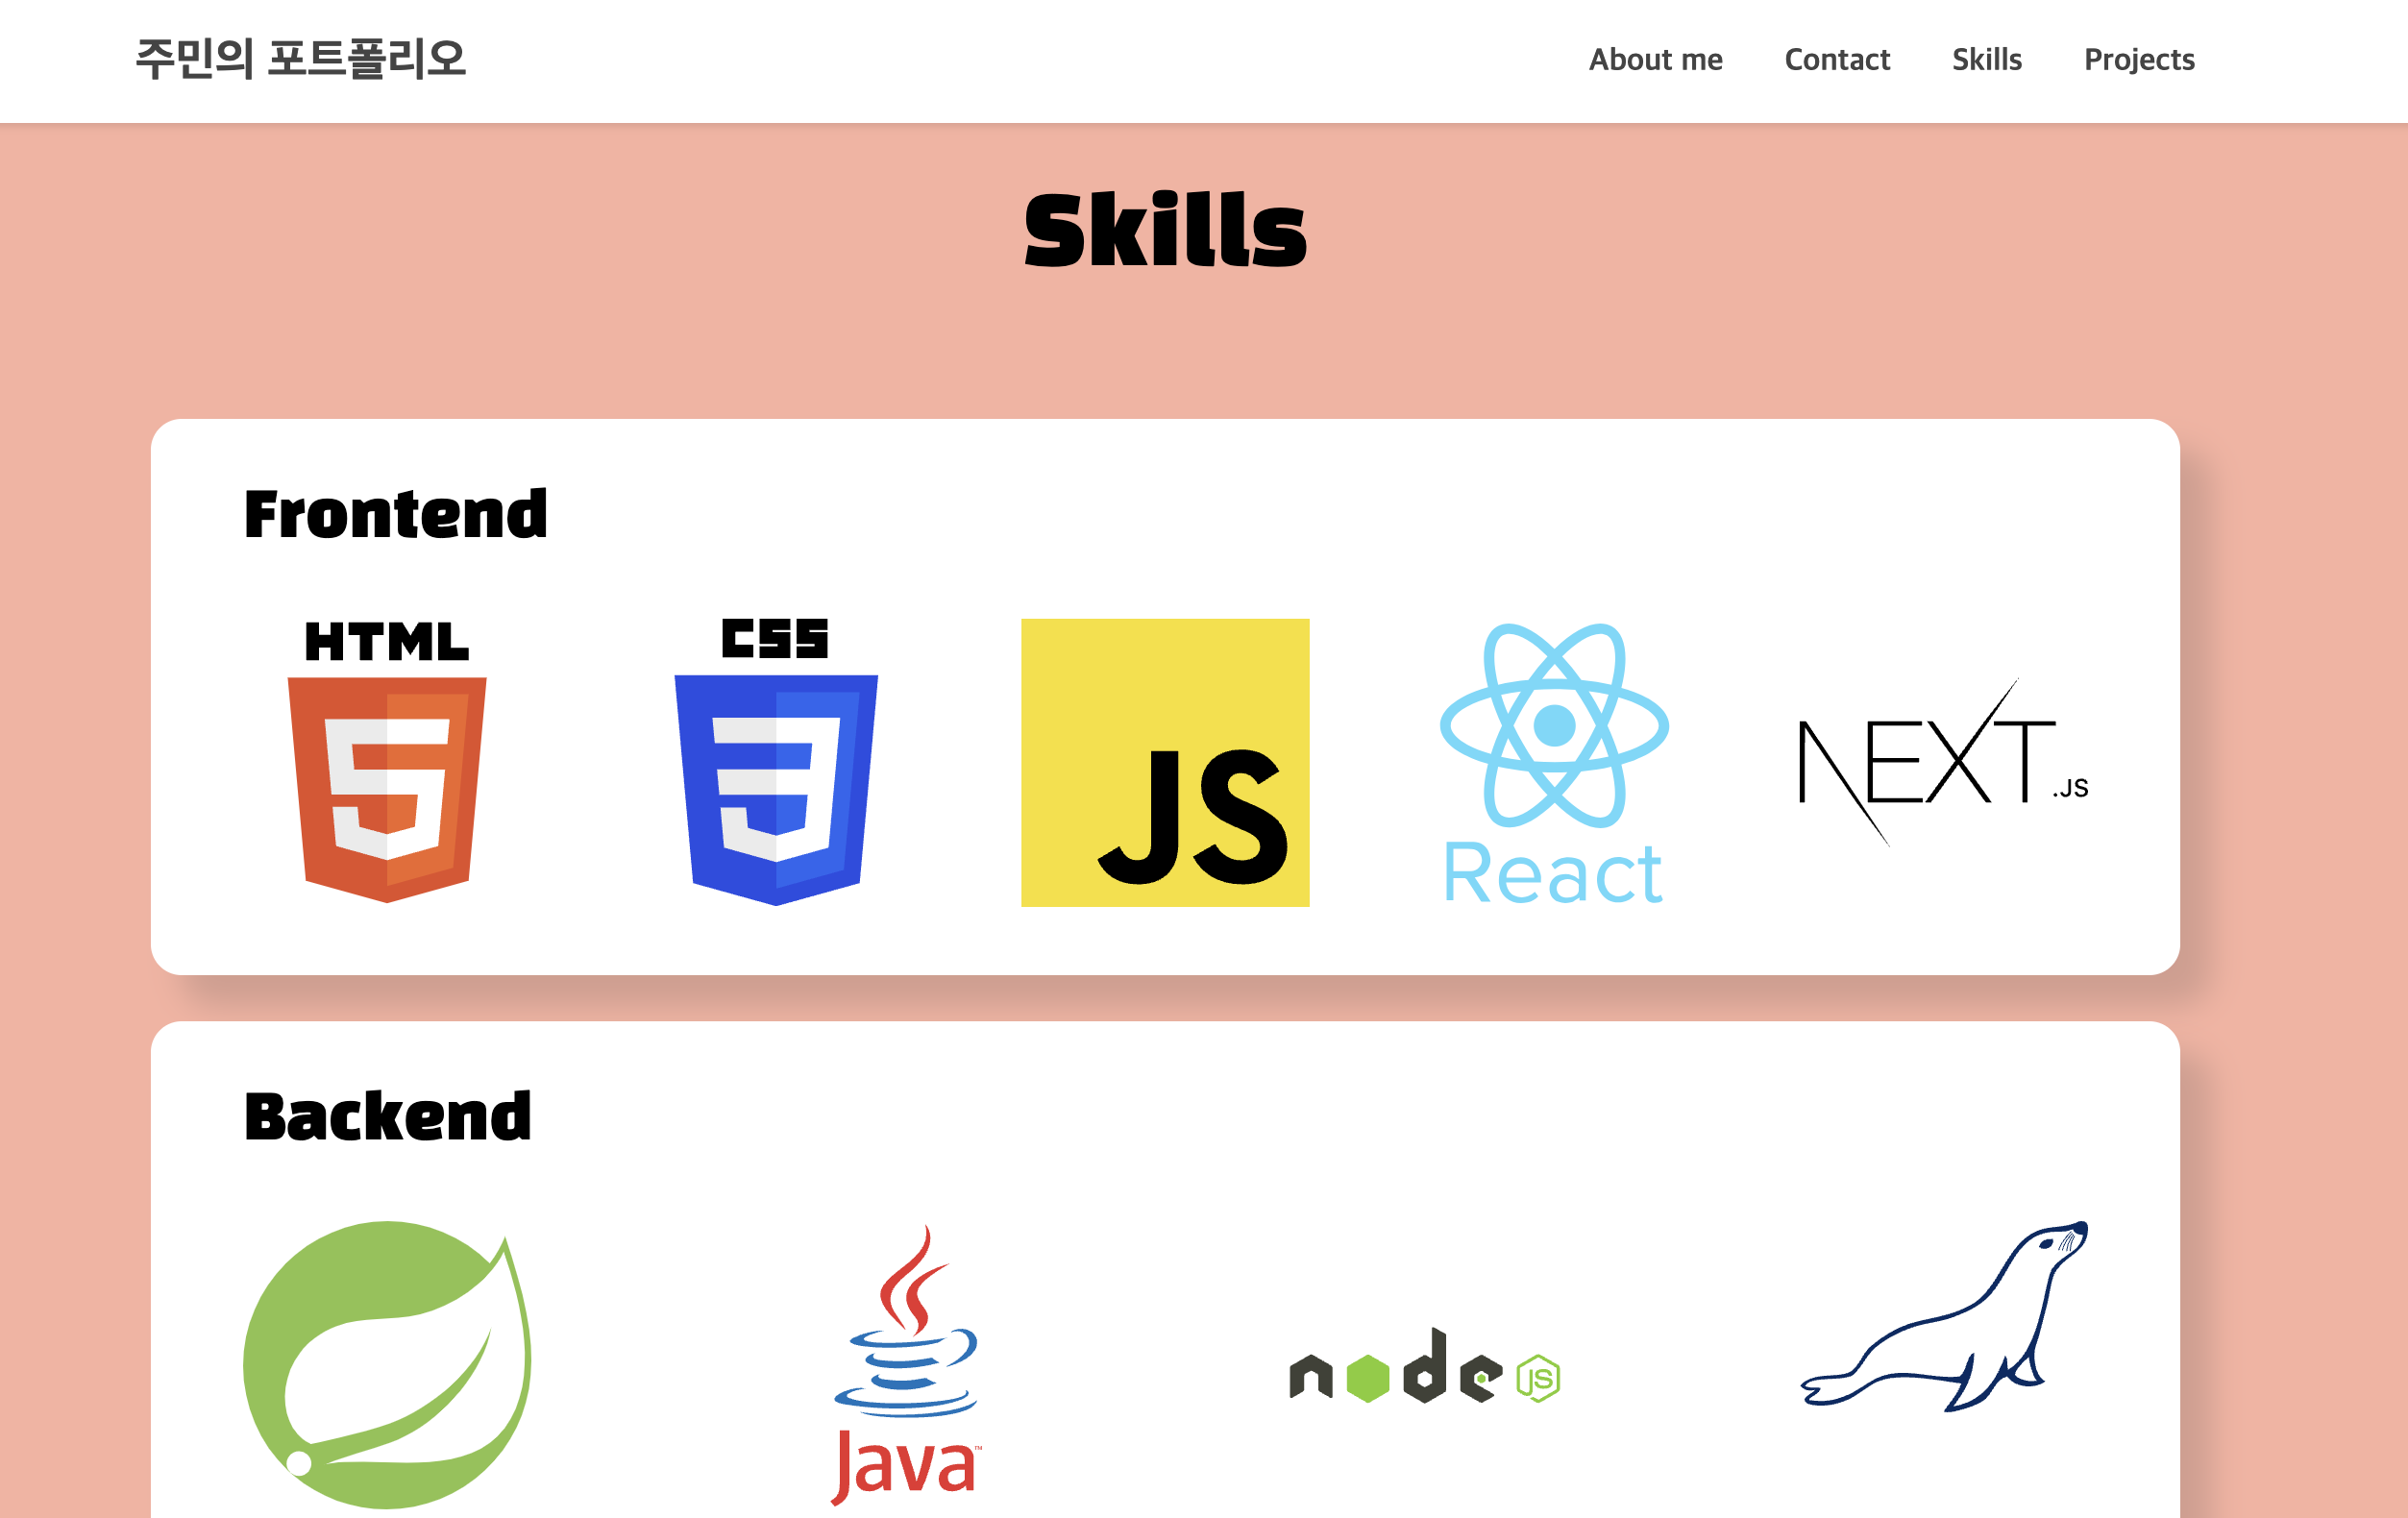 주민의 포트폴리오
About me Contact Skills Projects
Skills
Frontend
HTML
CSS
JS
React
NEXT.JS
Backend
Java™
node JS